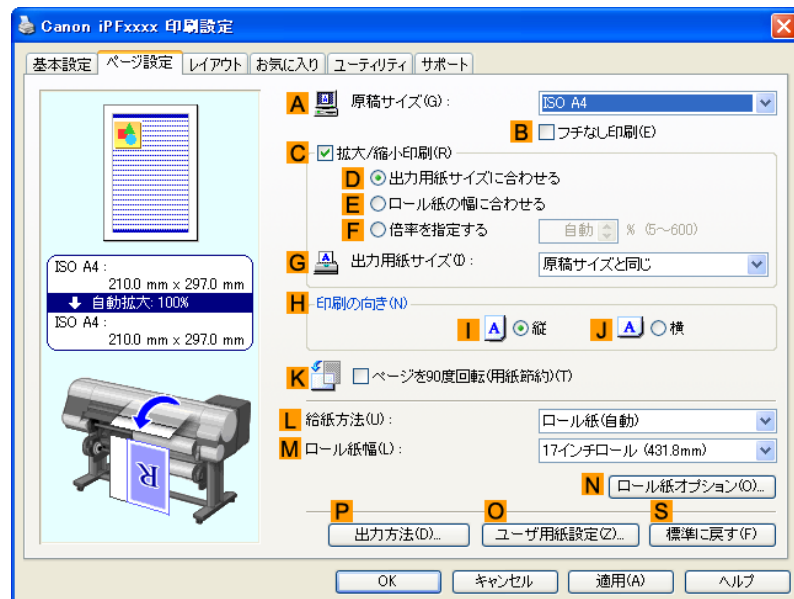 Canon iPFxxxx 印刷設定
基本設定 ページ設定 レイアウト お気に入り ユーティリティ サポート
A 原稿サイズ(G) : ISO A4
B フチなし印刷(E)
C 拡大/縮小印刷(R)
D 出力用紙サイズに合わせる
E ロール紙の幅に合わせる
F 倍率を指定する 自動 % (5～600)
G 出力用紙サイズ(I) : 原稿サイズと同じ
ISO A4 :
210.0 mm x 297.0 mm
自動拡大: 100%
ISO A4 :
210.0 mm x 297.0 mm
H 印刷の向き(N)
I A 縦 J A 横
K ページを90度回転(用紙節約)(T)
L 給紙方法(U) : ロール紙(自動)
M ロール紙幅(L) : 17インチロール (431.8mm)
R
N ロール紙オプション(O)...
P 出力方法(D)... O ユーザ用紙設定(Z)... S 標準に戻す(F)
OK キャンセル 適用(A) ヘルプ